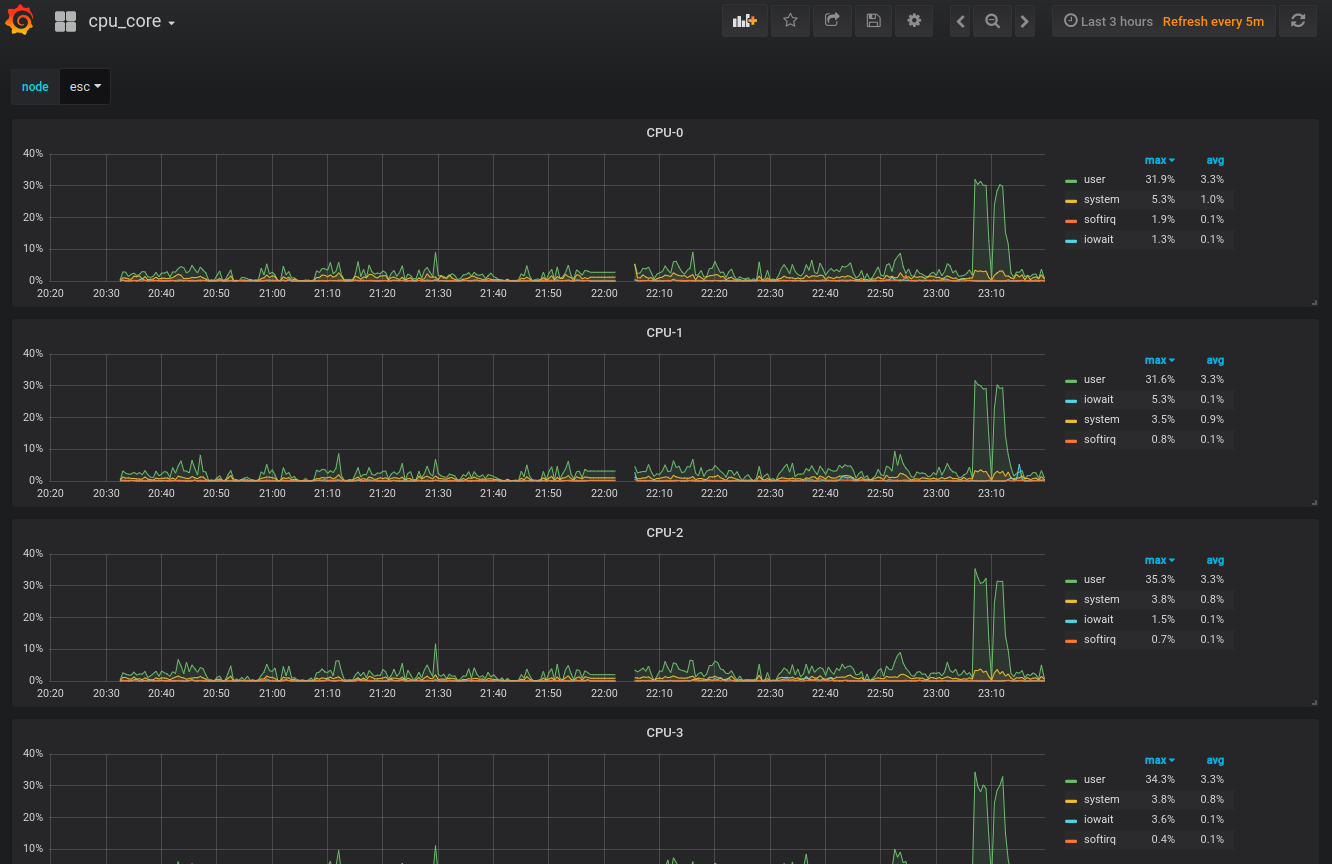 cpu_core
Last 3 hours Refresh every 5m
node esc
CPU-0
40%
30%
20%
10%
0%
20:20 20:30 20:40 20:50 21:00 21:10 21:20 21:30 21:40 21:50 22:00 22:10 22:20 22:30 22:40 22:50 23:00 23:10
max avg
user 31.9% 3.3%
system 5.3% 1.0%
softirq 1.9% 0.1%
iowait 1.3% 0.1%
CPU-1
40%
30%
20%
10%
0%
20:20 20:30 20:40 20:50 21:00 21:10 21:20 21:30 21:40 21:50 22:00 22:10 22:20 22:30 22:40 22:50 23:00 23:10
max avg
user 31.6% 3.3%
iowait 5.3% 0.1%
system 3.5% 0.9%
softirq 0.8% 0.1%
CPU-2
40%
30%
20%
10%
0%
20:20 20:30 20:40 20:50 21:00 21:10 21:20 21:30 21:40 21:50 22:00 22:10 22:20 22:30 22:40 22:50 23:00 23:10
max avg
user 35.3% 3.3%
system 3.8% 0.8%
iowait 1.5% 0.1%
softirq 0.7% 0.1%
CPU-3
40%
30%
20%
10%
max avg
user 34.3% 3.3%
system 3.8% 0.8%
iowait 3.6% 0.1%
softirq 0.4% 0.1%